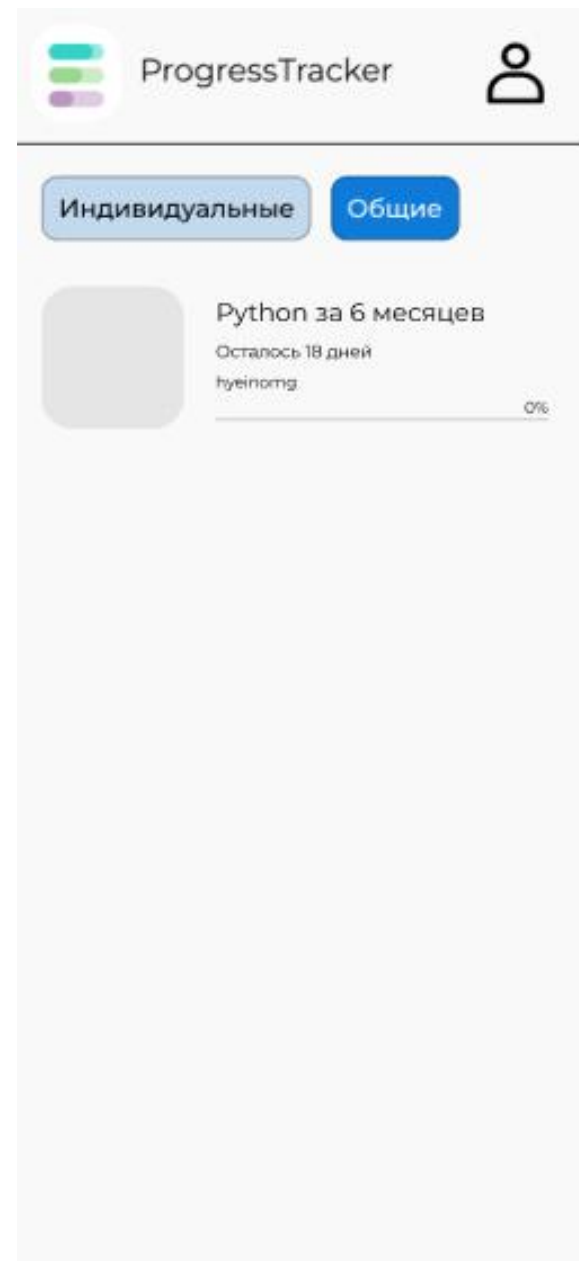 ProgressTracker
Индивидуальные
Общие
Python за 6 месяцев
Осталось 18 дней
hyeinomg
0%